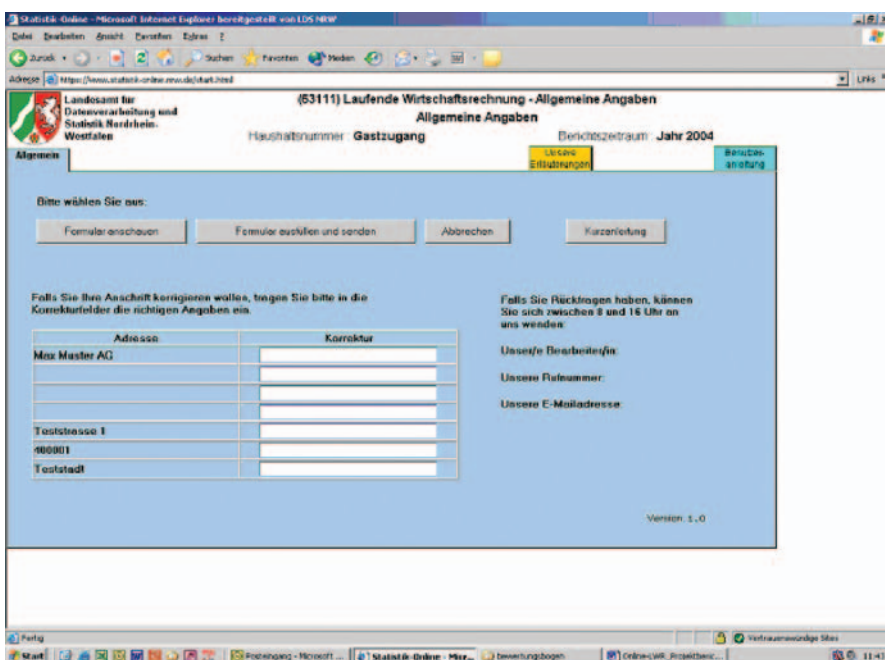 Statistik-Online - Microsoft Internet Explorer bereitgestellt von LDS NRW
Datei Bearbeiten Ansicht Favoriten Extras ?
Zurück Suchen Favoriten Medien
Adresse https://www.statistik-online.nrw.de/start.html Links
Landesamt für
Datenverarbeitung und
Statistik Nordrhein-
Westfalen
(63111) Laufende Wirtschaftsrechnung - Allgemeine Angaben
Allgemeine Angaben
Haushaltsnummer: Gastzugang Berichtszeitraum: Jahr 2004
Allgemein
Unsere
Erläuterungen
Benutzer-
anleitung
Bitte wählen Sie aus:
Formular anschauen Formular ausfüllen und senden Abbrechen Kurzanleitung
Falls Sie Ihre Anschrift korrigieren wollen, tragen Sie bitte in die
Korrekturfelder die richtigen Angaben ein.
Adresse Korrektur
Max Muster AG
Teststrasse 1
400001
Teststadt
Falls Sie Rückfragen haben, können
Sie sich zwischen 8 und 16 Uhr an
uns wenden:
Unser/e Bearbeiter/in:
Unsere Rufnummer:
Unsere E-Mailadresse:
Version: 1.0
Fertig Vertrauenswürdige Sites
Start Posteingang - Microsoft ... Statistik-Online - Micr... bewertungsbogen Online-LWR_Projektberic...